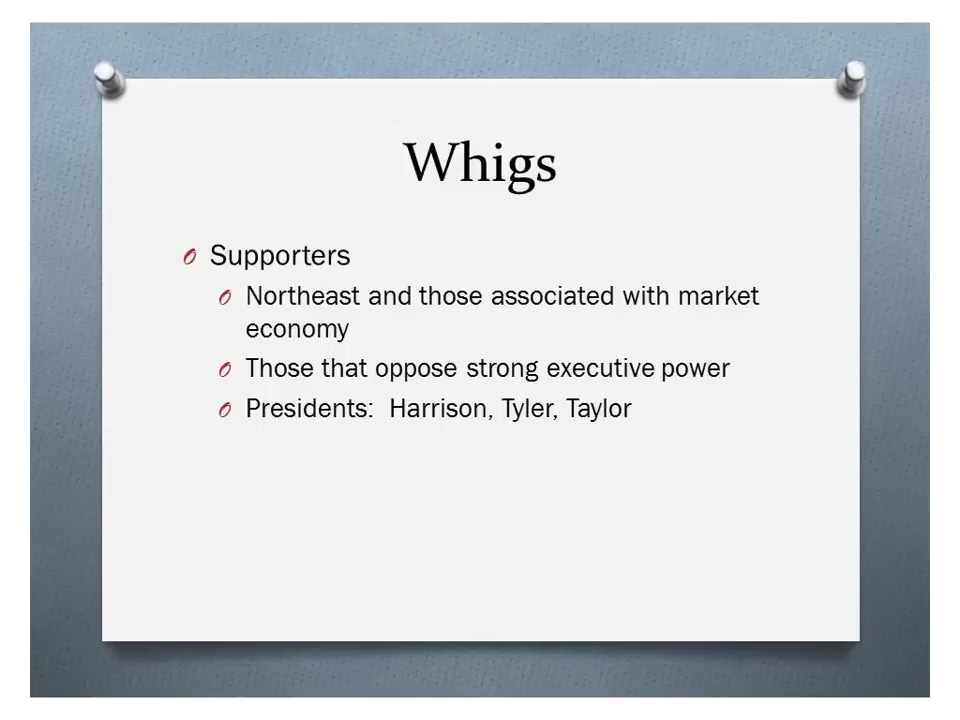 Whigs
Supporters
Northeast and those associated with market
economy
Those that oppose strong executive power
Presidents:  Harrison, Tyler, Taylor